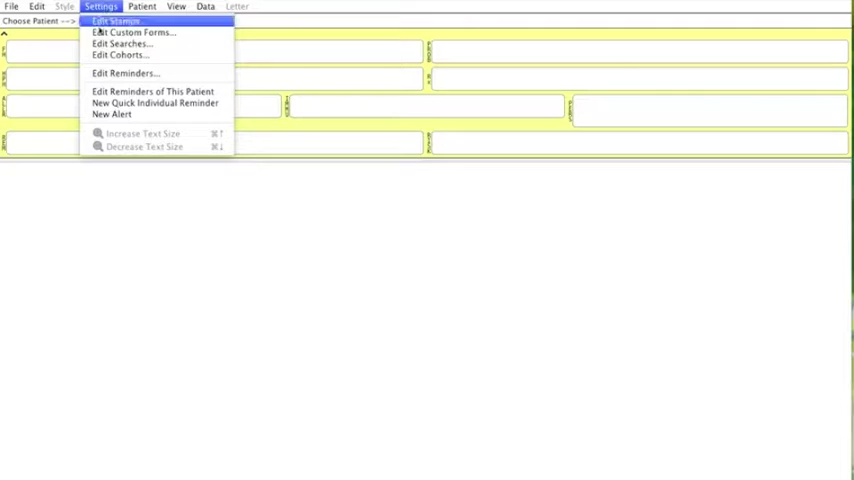 File Edit Style Settings Patient View Data Letter
Choose Patient -->
Edit Stamps...
Edit Custom Forms...
Edit Searches...
Edit Cohorts...
Edit Reminders...
Edit Reminders of This Patient
New Quick Individual Reminder
New Alert
Increase Text Size ⌘↑
Decrease Text Size ⌘↓